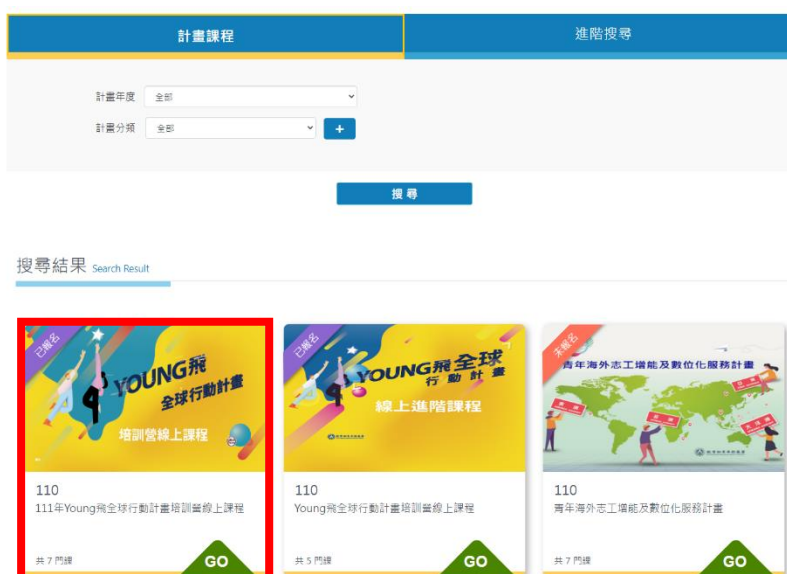 計畫課程
進階搜尋
計畫年度 全部
計畫分類 全部 +
搜 尋
搜尋結果 Search Result
已報名
YOUNG飛
全球行動計畫
培訓營線上課程
110
111年Young飛全球行動計畫培訓營線上課程
共 7 門課
GO
已報名
YOUNG飛全球
行動計畫
線上進階課程
110
Young飛全球行動計畫培訓營線上課程
共 5 門課
GO
未報名
青年海外志工增能及數位化服務計畫
110
青年海外志工增能及數位化服務計畫
共 7 門課
GO